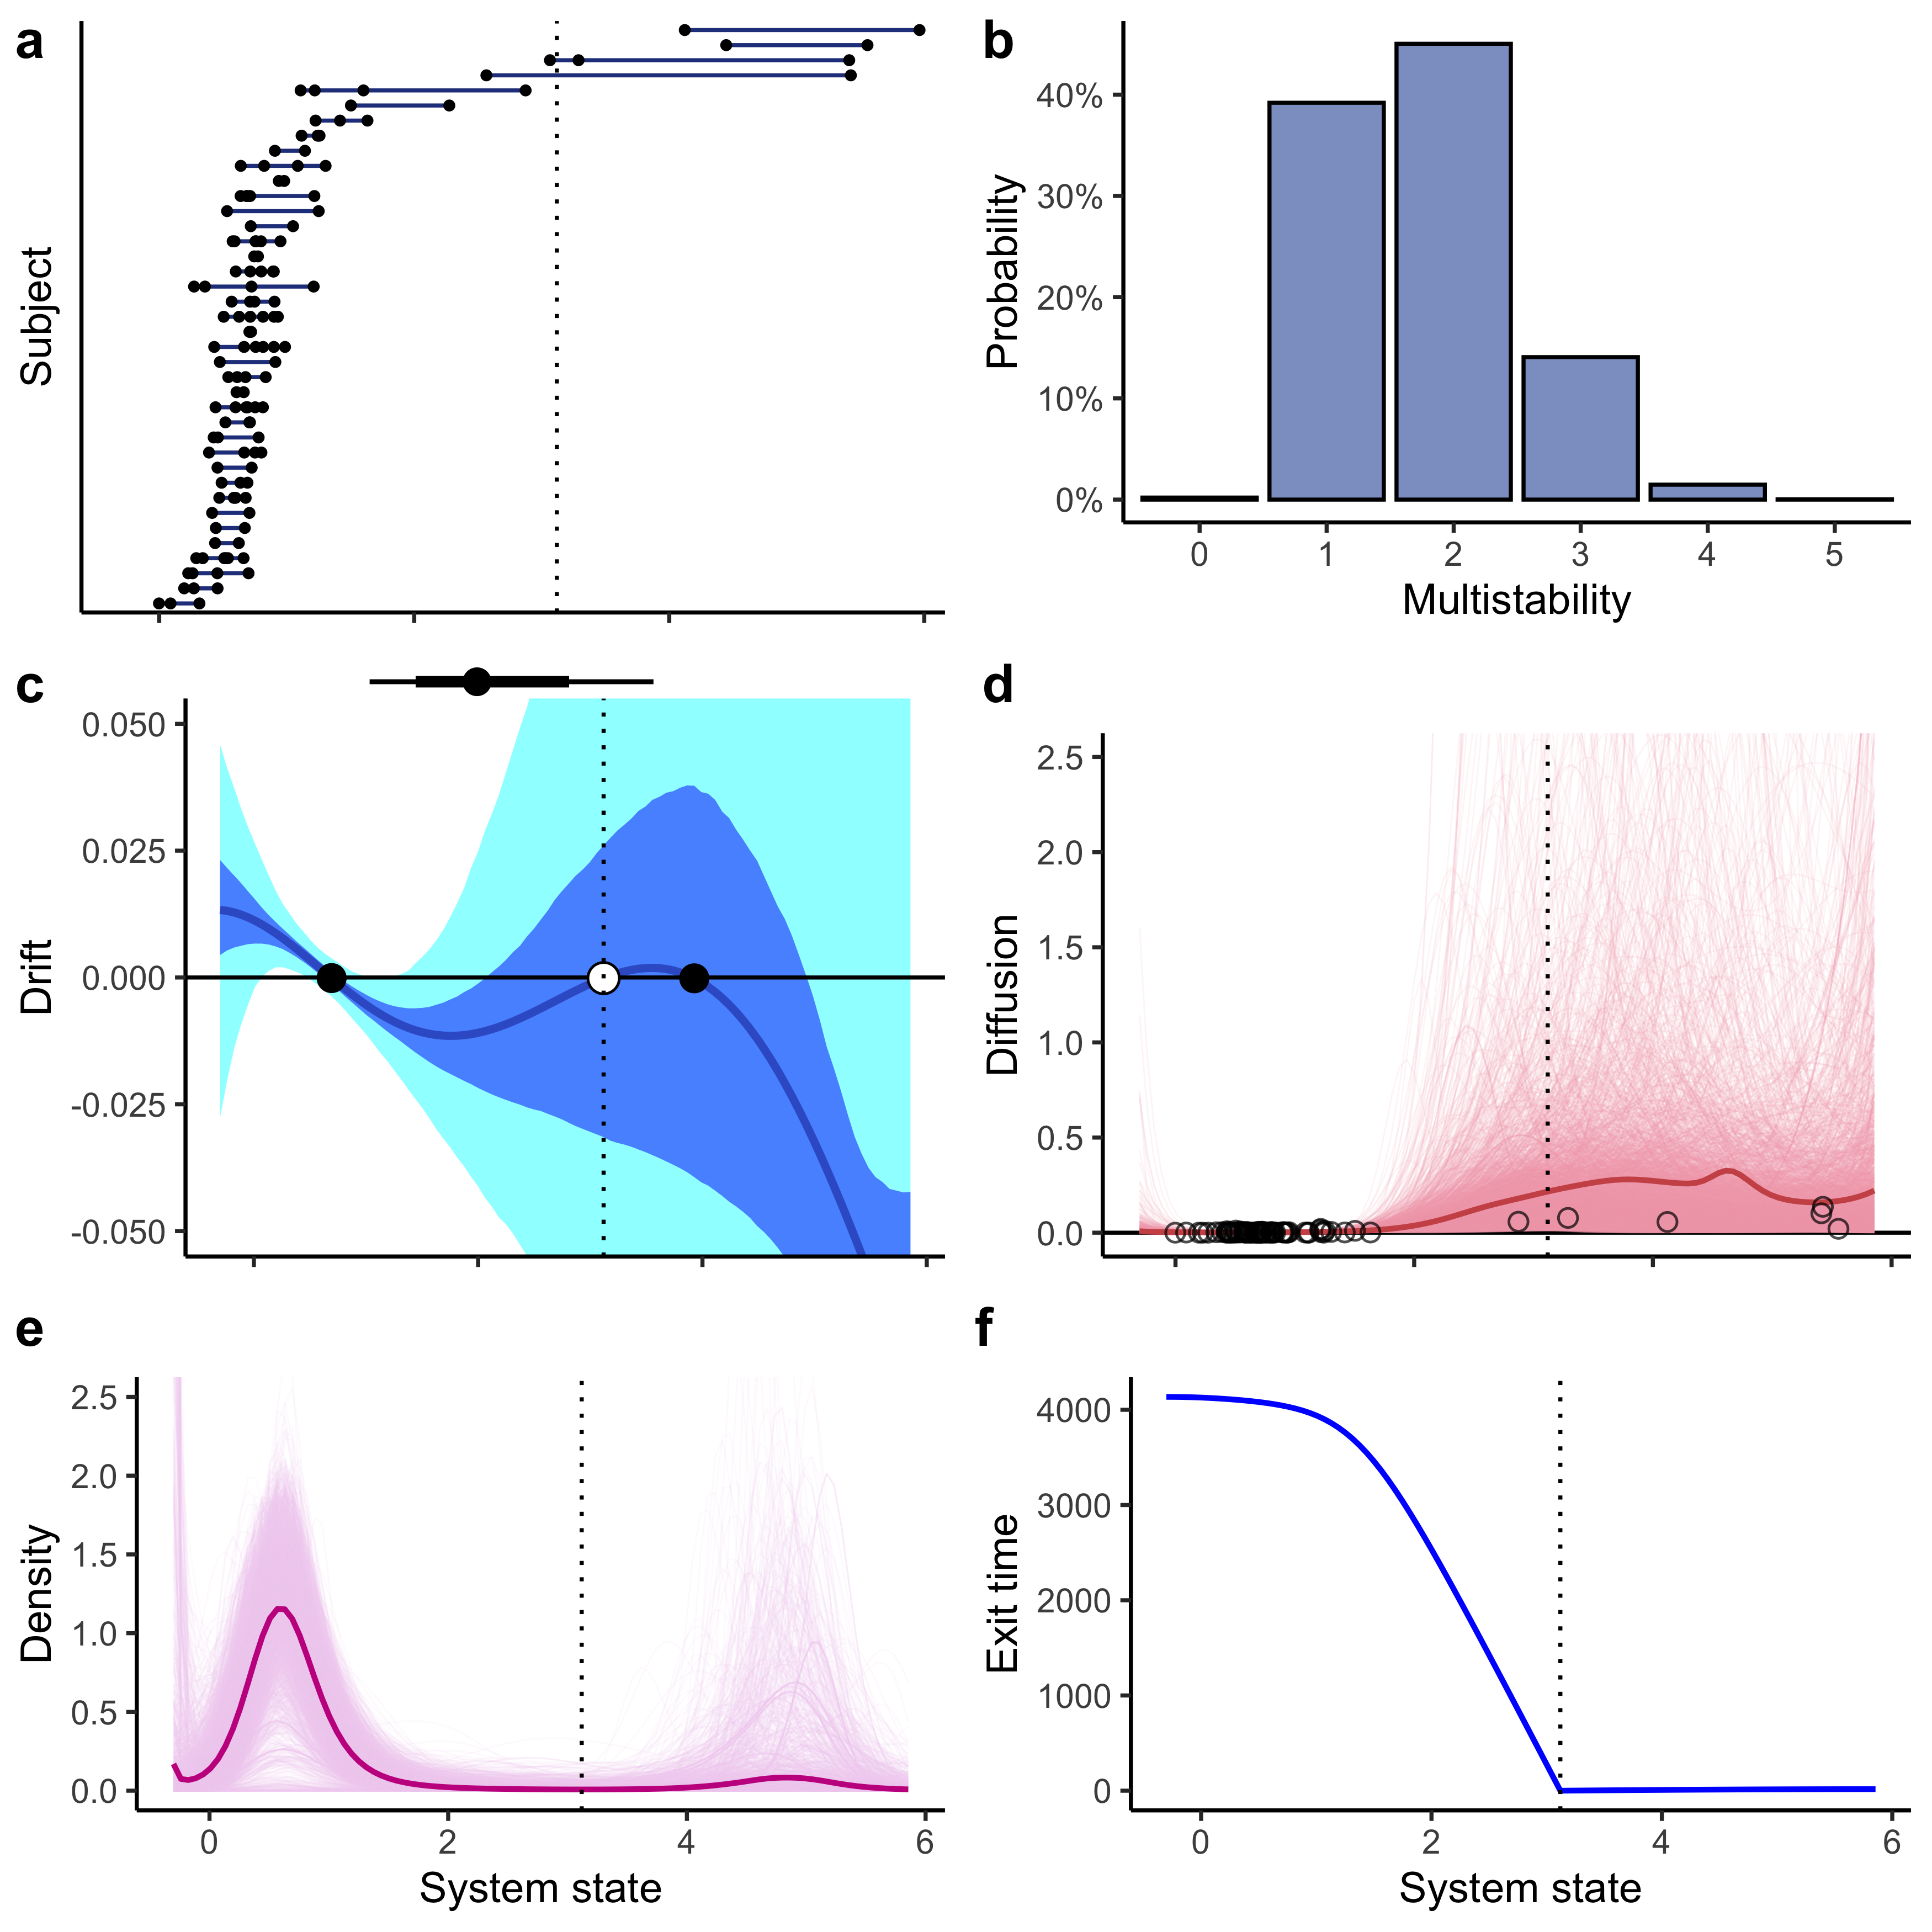 a
Subject
b
Probability
40%
30%
20%
10%
0%
0 1 2 3 4 5
Multistability
c
Drift
0.050
0.025
0.000
-0.025
-0.050
d
Diffusion
2.5
2.0
1.5
1.0
0.5
0.0
e
Density
2.5
2.0
1.5
1.0
0.5
0.0
0 2 4 6
System state
f
Exit time
4000
3000
2000
1000
0
0 2 4 6
System state